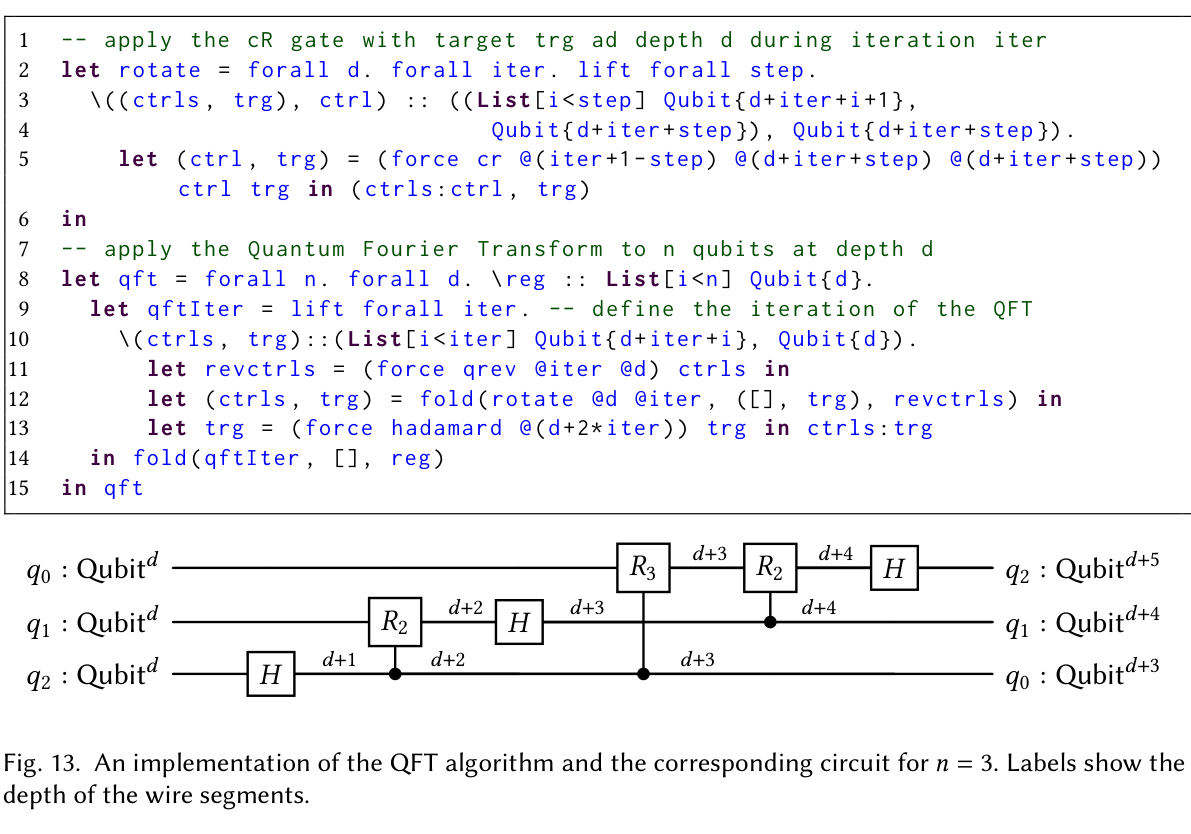 1 -- apply the cR gate with target trg ad depth d during iteration iter
2 let rotate = forall d. forall iter. lift forall step.
3 \((ctrls, trg), ctrl) :: ((List[i<step] Qubit{d+iter+i+1},
4 Qubit{d+iter+step}), Qubit{d+iter+step}).
5 let (ctrl, trg) = (force cr @(iter+1-step) @(d+iter+step) @(d+iter+step))
ctrl trg in (ctrls:ctrl, trg)
6 in
7 -- apply the Quantum Fourier Transform to n qubits at depth d
8 let qft = forall n. forall d. \reg :: List[i<n] Qubit{d}.
9 let qftIter = lift forall iter. -- define the iteration of the QFT
10 \(ctrls, trg)::(List[i<iter] Qubit{d+iter+i}, Qubit{d}).
11 let revctrls = (force qrev @iter @d) ctrls in
12 let (ctrls, trg) = fold(rotate @d @iter, ([], trg), revctrls) in
13 let trg = (force hadamard @(d+2*iter)) trg in ctrls:trg
14 in fold(qftIter, [], reg)
15 in qft
q₀ : Qubitᵈ R₃ d+3 R₂ d+4 H q₂ : Qubitᵈ⁺⁵
q₁ : Qubitᵈ R₂ d+2 H d+3 d+4 q₁ : Qubitᵈ⁺⁴
q₂ : Qubitᵈ H d+1 d+2 d+3 q₀ : Qubitᵈ⁺³
Fig. 13. An implementation of the QFT algorithm and the corresponding circuit for n = 3. Labels show the
depth of the wire segments.